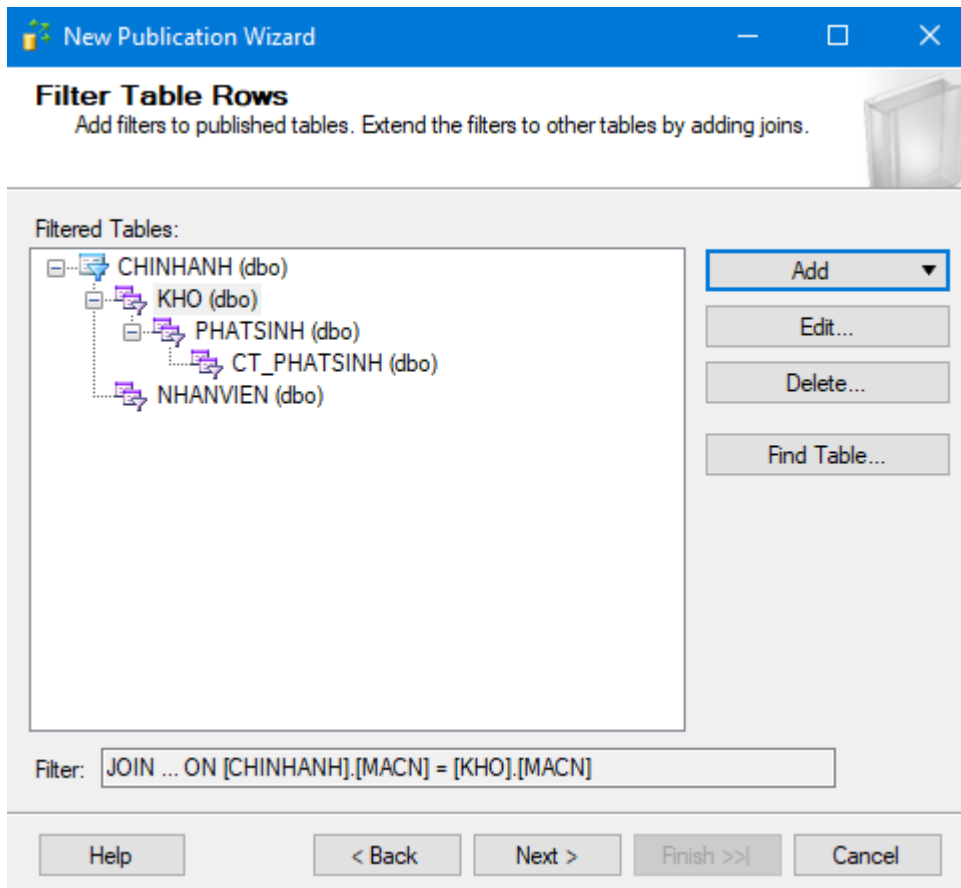 New Publication Wizard
Filter Table Rows
Add filters to published tables. Extend the filters to other tables by adding joins.
Filtered Tables:
CHINHANH (dbo)
KHO (dbo)
PHATSINH (dbo)
CT_PHATSINH (dbo)
NHANVIEN (dbo)
Add
Edit...
Delete...
Find Table...
Filter: JOIN ... ON [CHINHANH].[MACN] = [KHO].[MACN]
Help < Back Next > Finish >>| Cancel